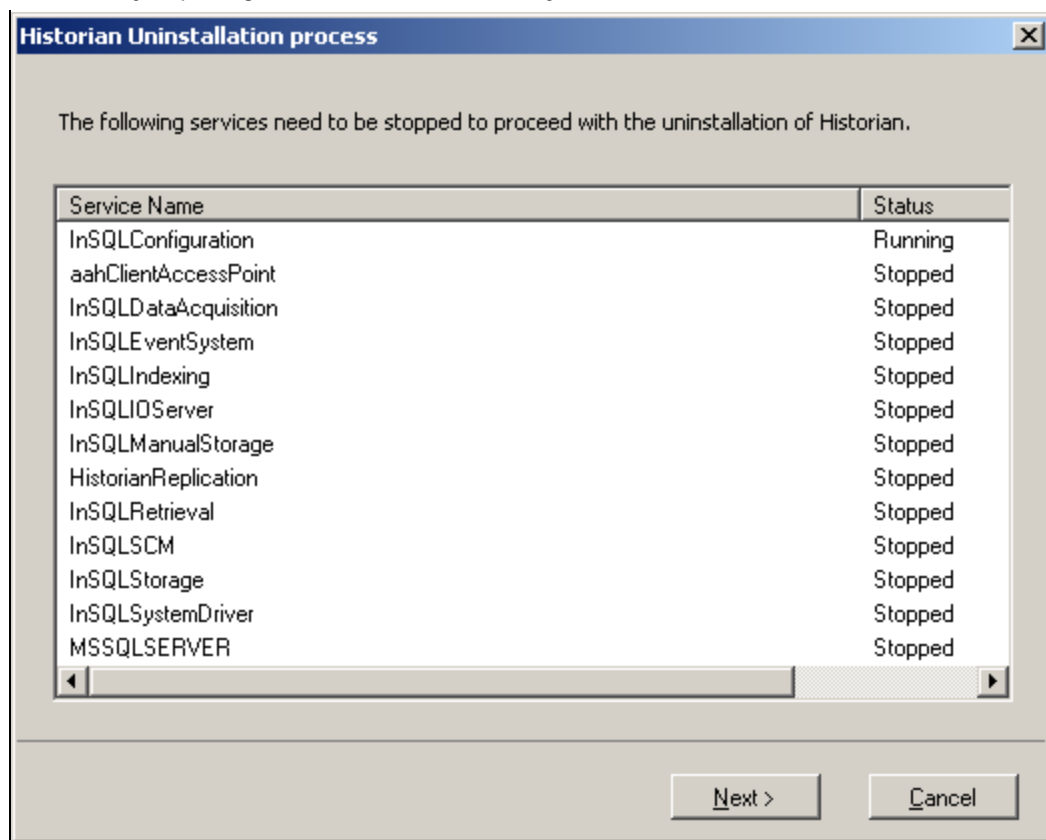 Historian Uninstallation process
The following services need to be stopped to proceed with the uninstallation of Historian.
Service Name Status
InSQLConfiguration Running
aahClientAccessPoint Stopped
InSQLDataAcquisition Stopped
InSQLEventSystem Stopped
InSQLIndexing Stopped
InSQLIOServer Stopped
InSQLManualStorage Stopped
HistorianReplication Stopped
InSQLRetrieval Stopped
InSQLSCM Stopped
InSQLStorage Stopped
InSQLSystemDriver Stopped
MSSQLSERVER Stopped
Next > Cancel